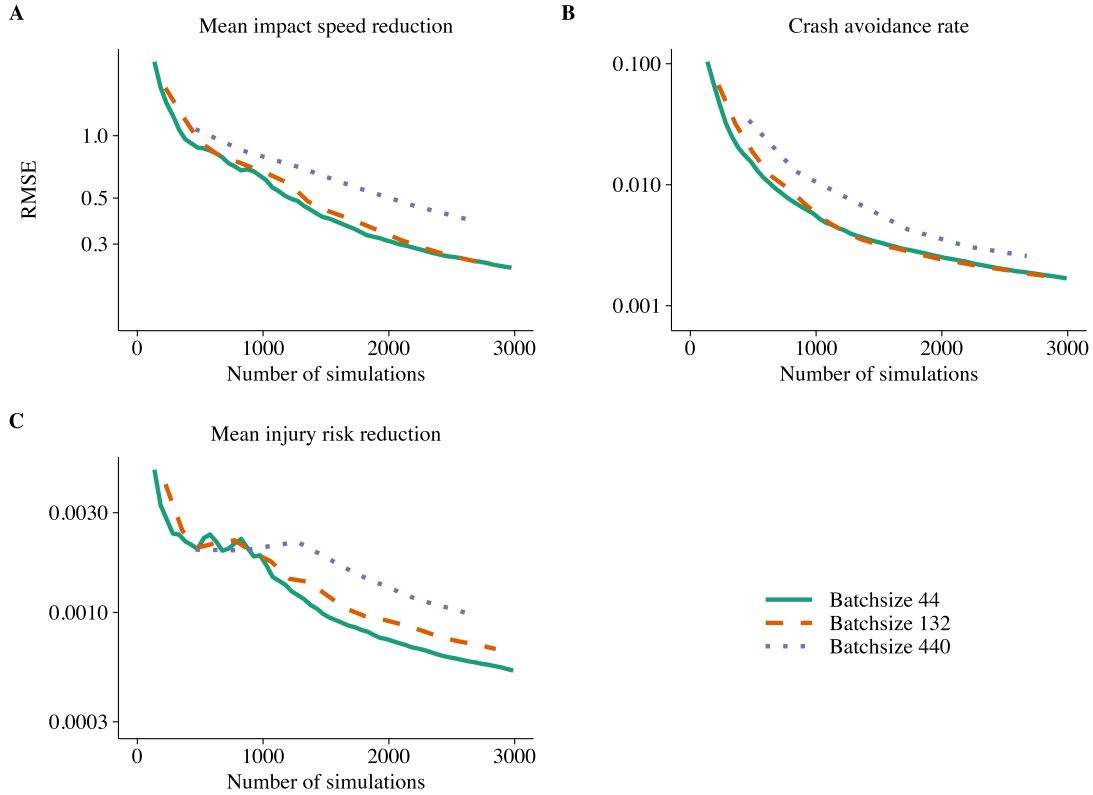 A
Mean impact speed reduction
RMSE
1.0
0.5
0.3
0 1000 2000 3000
Number of simulations
B
Crash avoidance rate
0.100
0.010
0.001
0 1000 2000 3000
Number of simulations
C
Mean injury risk reduction
0.0030
0.0010
0.0003
0 1000 2000 3000
Number of simulations
Batchsize 44
Batchsize 132
Batchsize 440